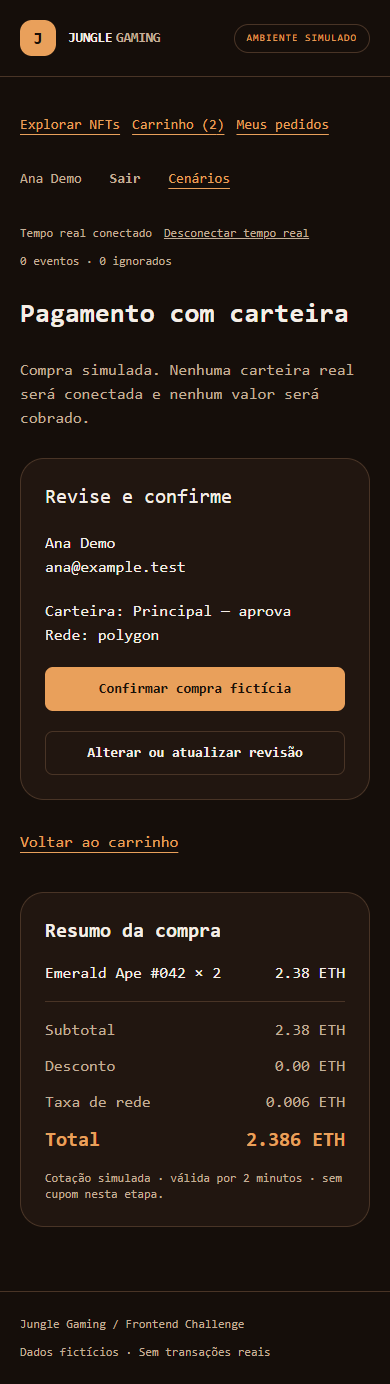 J JUNGLE GAMING AMBIENTE SIMULADO
Explorar NFTs Carrinho (2) Meus pedidos
Ana Demo Sair Cenários
Tempo real conectado Desconectar tempo real
0 eventos · 0 ignorados
Pagamento com carteira
Compra simulada. Nenhuma carteira real
será conectada e nenhum valor será
cobrado.
Revise e confirme
Ana Demo
ana@example.test
Carteira: Principal — aprova
Rede: polygon
Confirmar compra fictícia
Alterar ou atualizar revisão
Voltar ao carrinho
Resumo da compra
Emerald Ape #042 × 2 2.38 ETH
Subtotal 2.38 ETH
Desconto 0.00 ETH
Taxa de rede 0.006 ETH
Total 2.386 ETH
Cotação simulada · válida por 2 minutos · sem
cupom nesta etapa.
Jungle Gaming / Frontend Challenge
Dados fictícios · Sem transações reais